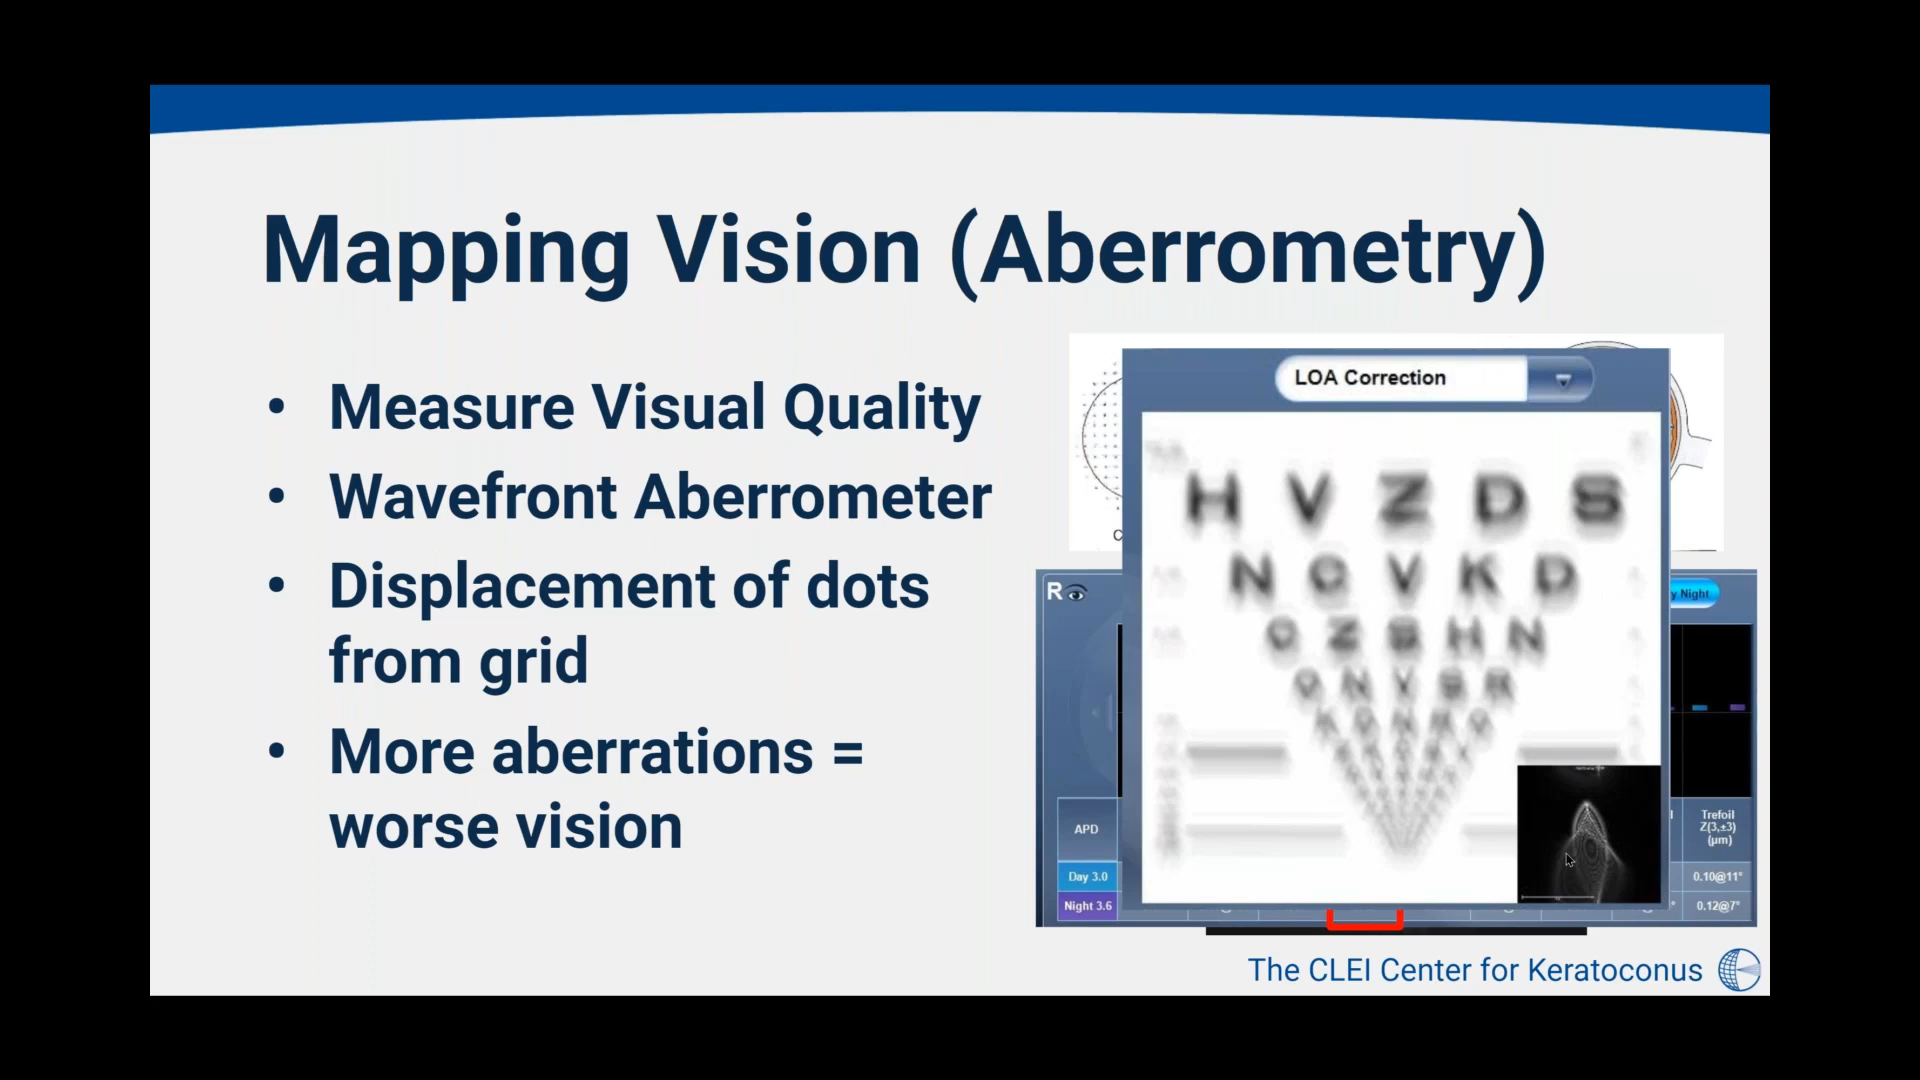 Mapping Vision (Aberrometry)
• Measure Visual Quality
• Wavefront Aberrometer
• Displacement of dots
from grid
• More aberrations =
worse vision
LOA Correction
H V Z D S
N C V K D
O Z S H N
O N V S R
K D N R O
R
y Night
APD
Day 3.0
Night 3.6
Trefoil
Z(3,±3)
(µm)
0.10@11°
0.12@7°
The CLEI Center for Keratoconus